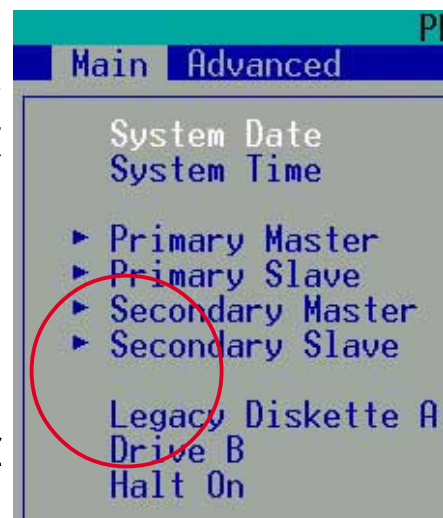 Main Advanced
System Date
System Time
Primary Master
Primary Slave
Secondary Master
Secondary Slave
Legacy Diskette A
Drive B
Halt On